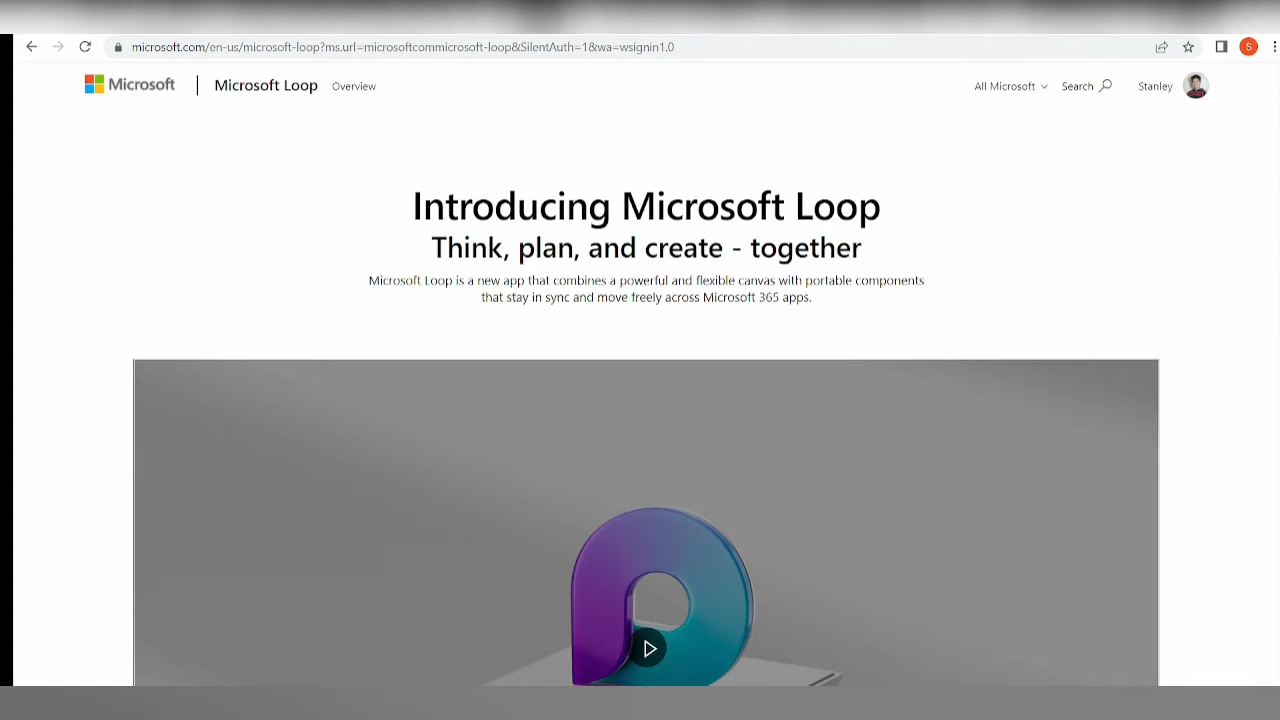 microsoft.com/en-us/microsoft-loop?ms.url=microsoftcommicrosoft-loop&SilentAuth=1&wa=wsignin1.0
S
Microsoft
Microsoft Loop
Overview
All Microsoft
Search
Stanley
Introducing Microsoft Loop
Think, plan, and create - together
Microsoft Loop is a new app that combines a powerful and flexible canvas with portable components
that stay in sync and move freely across Microsoft 365 apps.